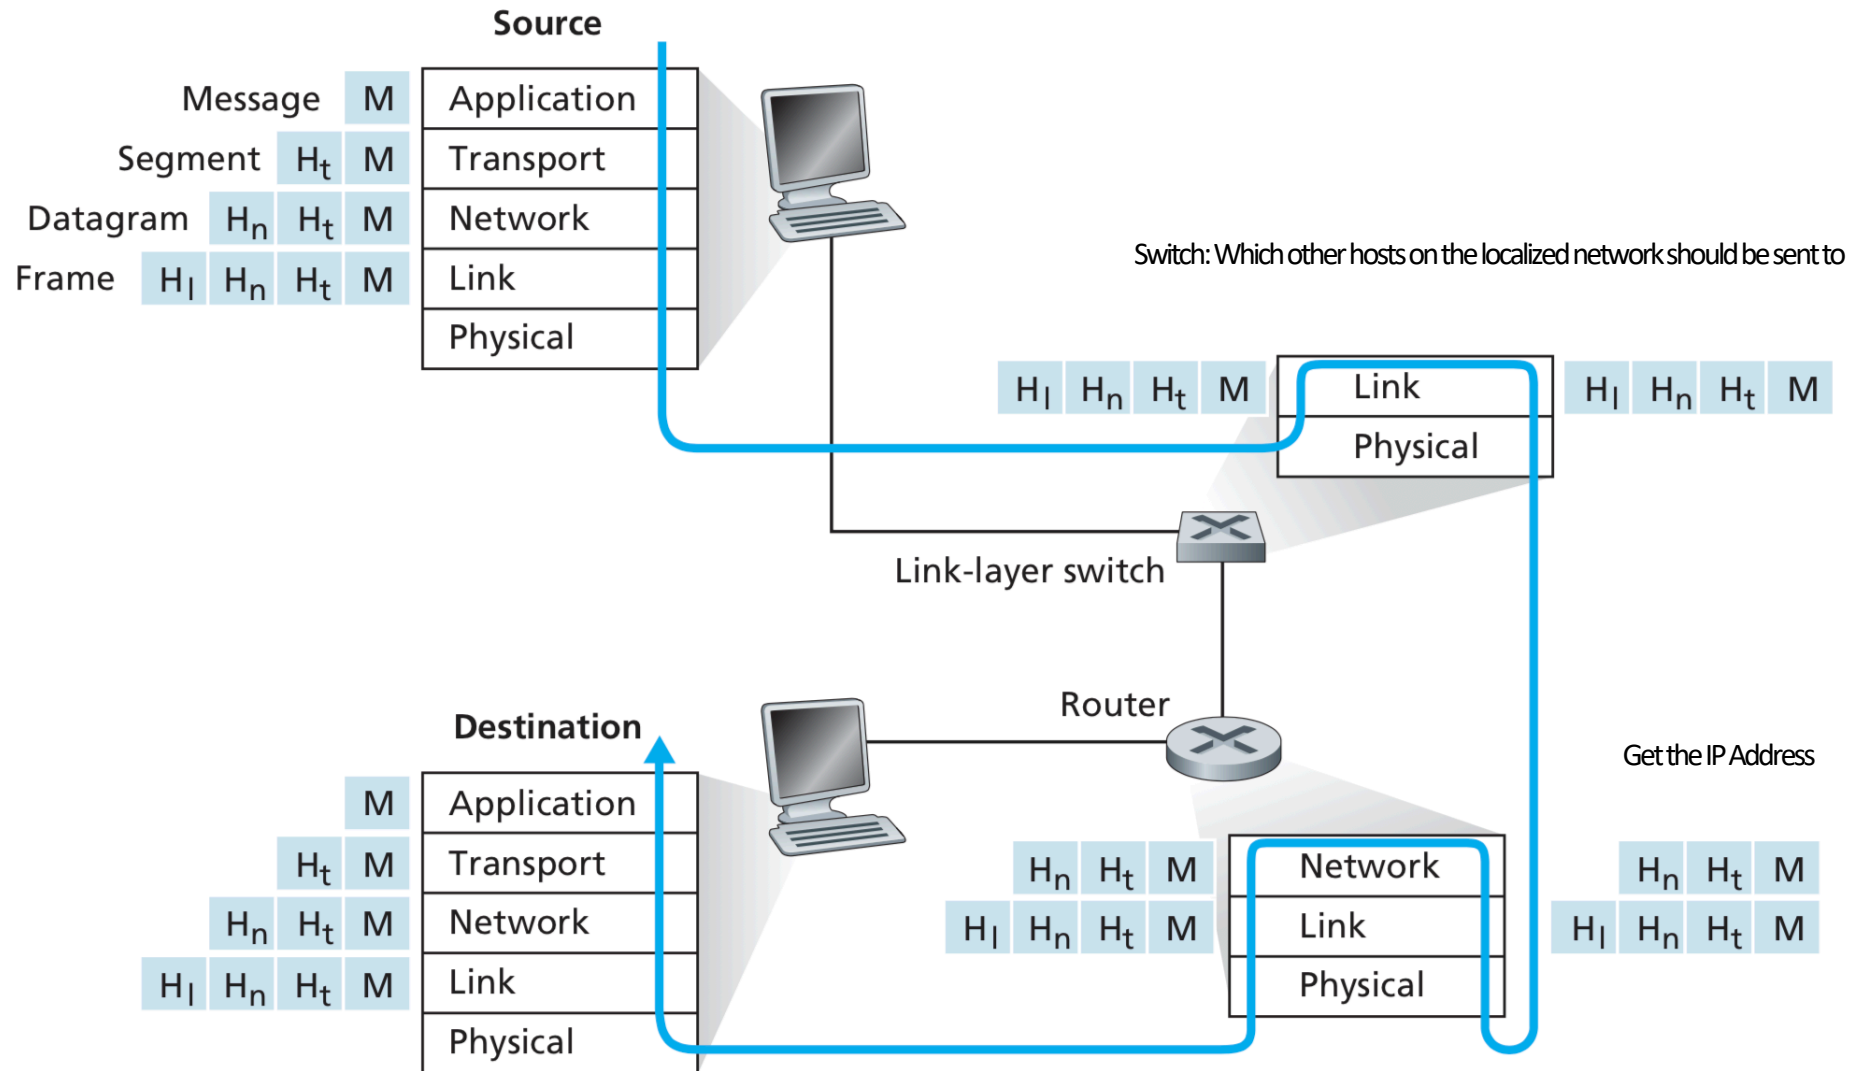 Source
Message M Application
Segment Ht M Transport
Datagram Hn Ht M Network
Frame Hl Hn Ht M Link
Physical
Switch: Which other hosts on the localized network should be sent to
Hl Hn Ht M Link Hl Hn Ht M
Physical
Link-layer switch
Router
Destination
Get the IP Address
M Application
Ht M Transport
Hn Ht M Network
Hl Hn Ht M Link
Physical
Hn Ht M Network Hn Ht M
Hl Hn Ht M Link Hl Hn Ht M
Physical